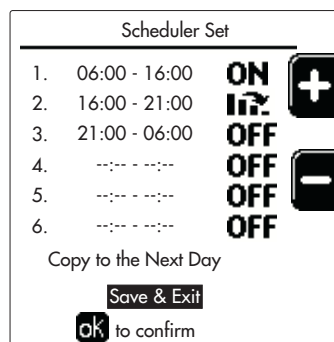 Scheduler Set
1. 06:00 - 16:00 ON
2. 16:00 - 21:00
3. 21:00 - 06:00 OFF
4. --:-- - --:-- OFF
5. --:-- - --:-- OFF
6. --:-- - --:-- OFF
Copy to the Next Day
Save & Exit
ok to confirm